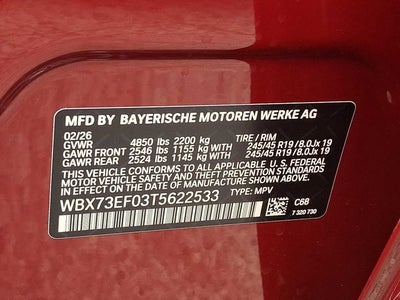 MFD BY BAYERISCHE MOTOREN WERKE AG
02/26 TIRE / RIM
GVWR 4850 lbs 2200 kg
GAWR FRONT 2546 lbs 1155 kg 245/45 R19 / 8.0Jx 19
GAWR REAR 2524 lbs 1145 kg 245/45 R19 / 8.0Jx 19
THIS VEHICLE CONFORMS TO ALL APPLICABLE U. S. FEDERAL
MOTOR VEHICLE SAFETY, BUMPER, AND THEFT PREVENTION STANDARDS
IN EFFECT ON THE DATE OF MANUFACTURE SHOWN ABOVE.
WBX73EF03T5622533 TYPE: MPV
C68
7 320 730